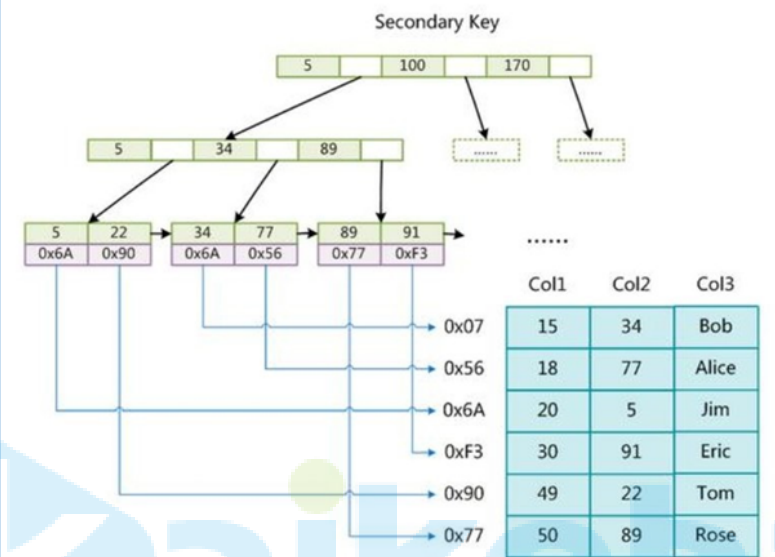 Secondary Key
5 100 170
5 34 89 ...... ......
5 22 34 77 89 91
0x6A 0x90 0x6A 0x56 0x77 0xF3
......
Col1 Col2 Col3
0x07 15 34 Bob
0x56 18 77 Alice
0x6A 20 5 Jim
0xF3 30 91 Eric
0x90 49 22 Tom
0x77 50 89 Rose